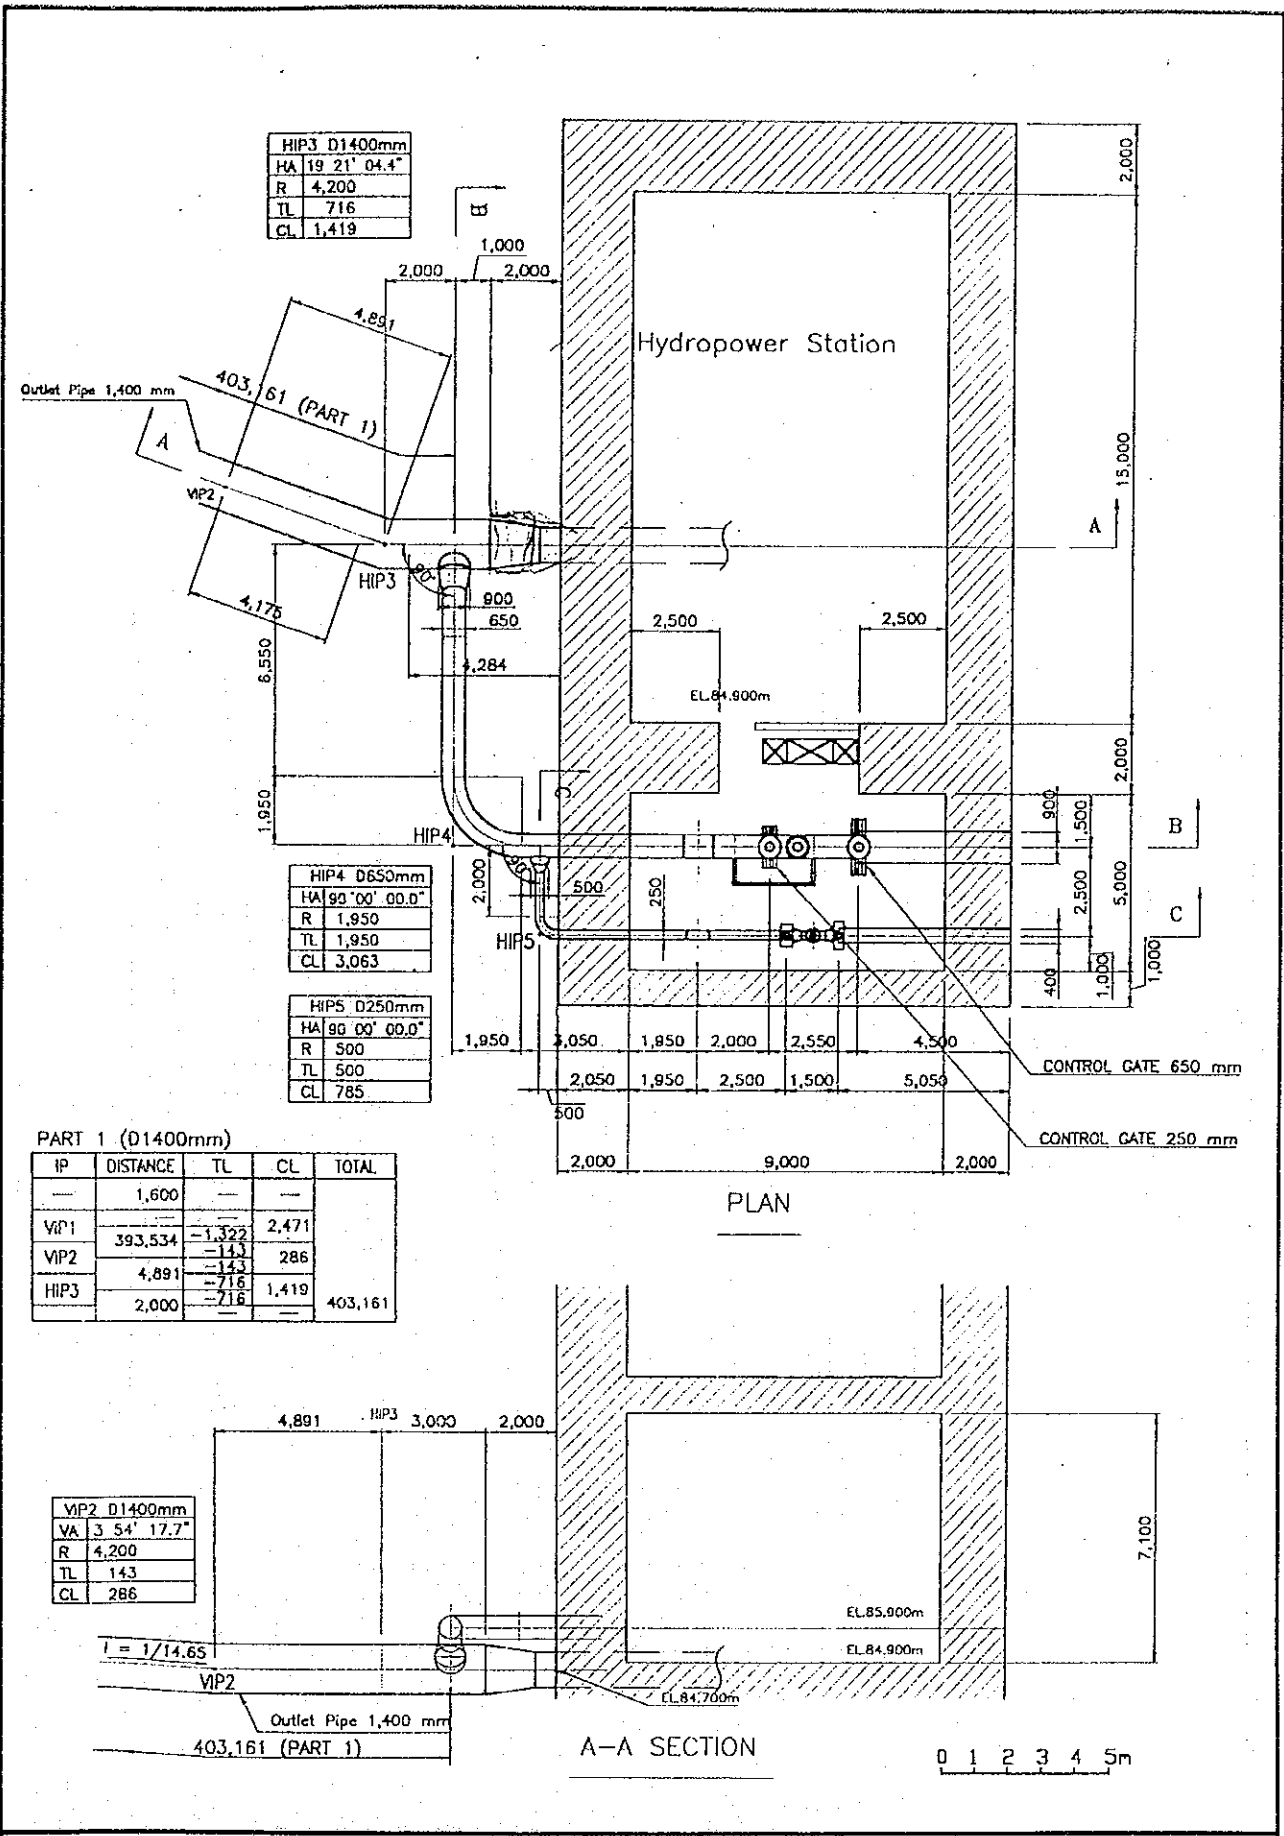 HIP3 D1400mm
HA 19 21' 04.4"
R 4,200
TL 716
CL 1,419
B
1,000
2,000
2,000
2,000
4,891
Hydropower Station
403,161 (PART 1)
Outlet Pipe 1,400 mm
A
VIP2
15,000
A
HIP3
90°
4,175
900
650
6,550
2,500
2,500
4,284
EL.84,900m
2,000
1,950
C
HIP4
900
1,500
B
HIP4 D650mm
HA 90°00' 00.0"
R 1,950
TL 1,950
CL 3,063
90°
2,000
500
250
2,500
5,000
C
HIP5
400
1,000
1,000
HIP5 D250mm
HA 90 00' 00.0"
R 500
TL 500
CL 785
1,950
3,050
1,950
2,000
2,550
4,500
CONTROL GATE 650 mm
2,050
1,950
2,500
1,500
5,050
500
CONTROL GATE 250 mm
2,000
9,000
2,000
PLAN
PART 1 (D1400mm)
IP DISTANCE TL CL TOTAL
— 1,600 — —
— —
VIP1 2,471
393,534 -1,322
-143
VIP2 286
4,891 -143
-716
HIP3 1,419
2,000 -716 403,161
— —
4,891
HIP3
3,000
2,000
7,100
VIP2 D1400mm
VA 3 54' 17.7"
R 4,200
TL 143
CL 286
EL.85,900m
I = 1/14.65
EL.84,900m
VIP2
EL.84,700m
Outlet Pipe 1,400 mm
403,161 (PART 1)
A-A SECTION
0 1 2 3 4 5m